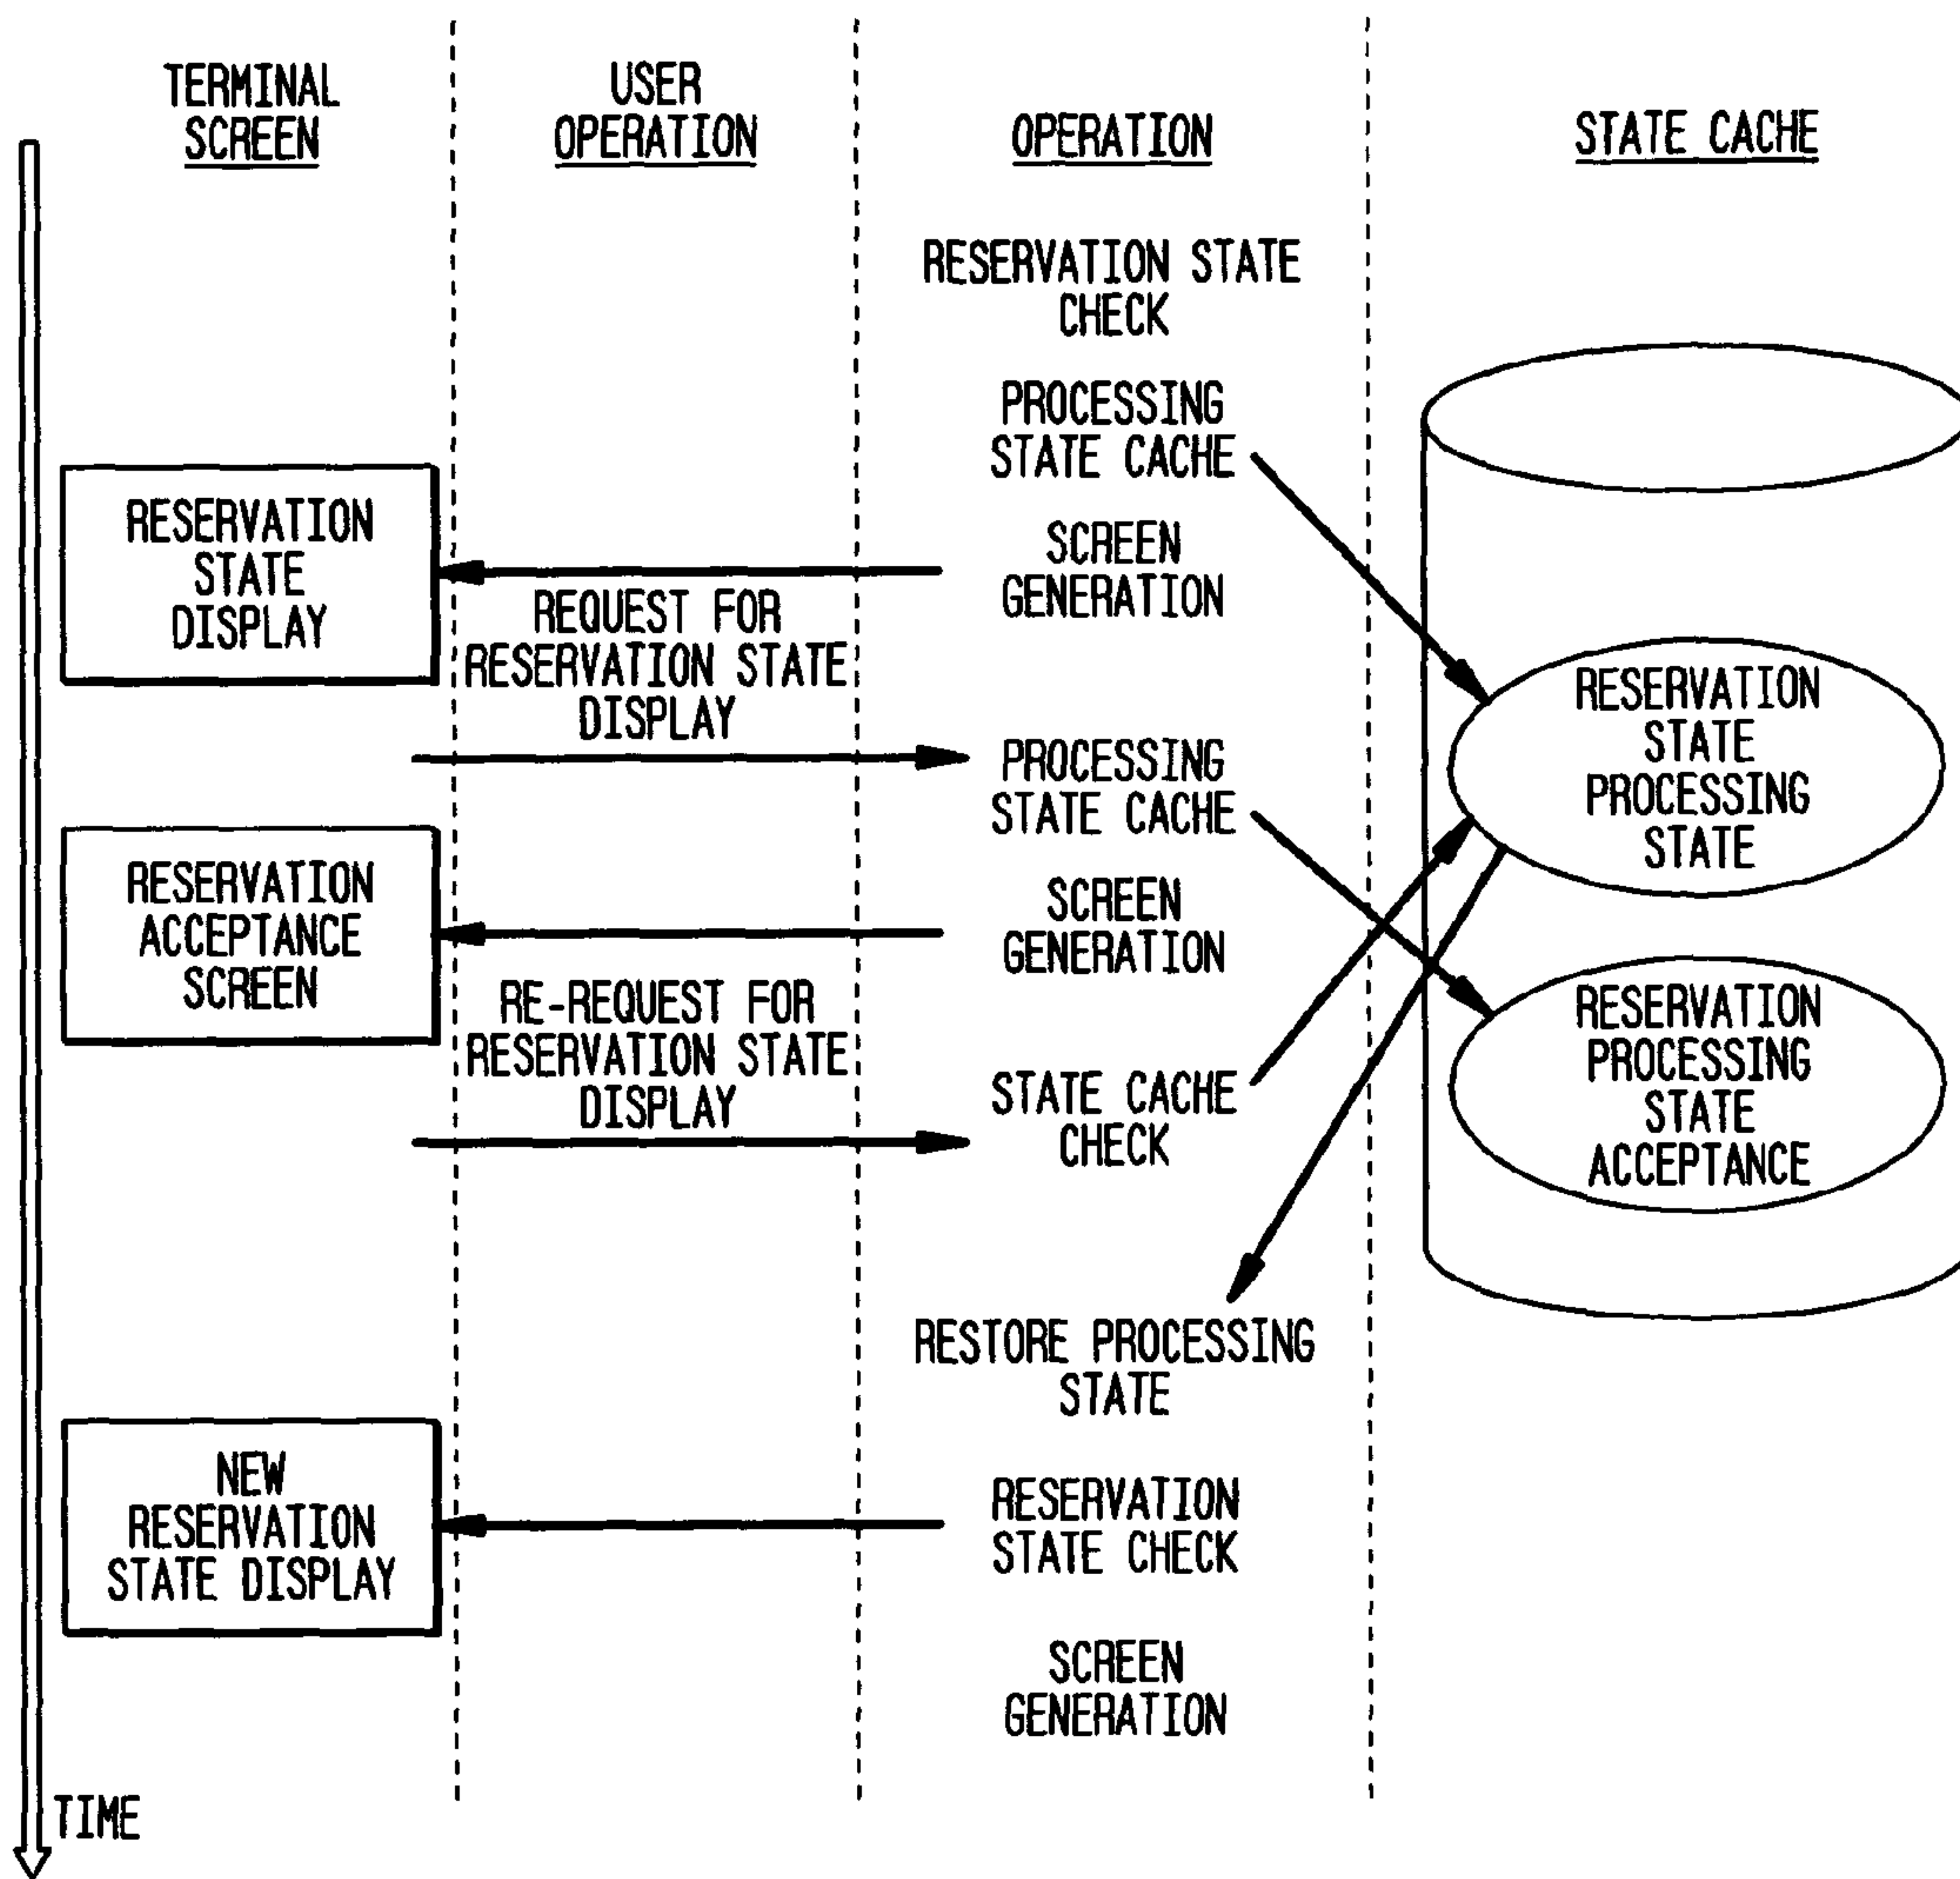 TERMINAL
SCREEN
USER
OPERATION
OPERATION
STATE CACHE
RESERVATION STATE
CHECK
PROCESSING
STATE CACHE
RESERVATION
STATE
DISPLAY
SCREEN
GENERATION
REQUEST FOR
RESERVATION STATE
DISPLAY
RESERVATION
STATE
PROCESSING
STATE
PROCESSING
STATE CACHE
RESERVATION
ACCEPTANCE
SCREEN
SCREEN
GENERATION
RE-REQUEST FOR
RESERVATION STATE
DISPLAY
RESERVATION
PROCESSING
STATE
ACCEPTANCE
STATE CACHE
CHECK
RESTORE PROCESSING
STATE
NEW
RESERVATION
STATE DISPLAY
RESERVATION
STATE CHECK
SCREEN
GENERATION
TIME